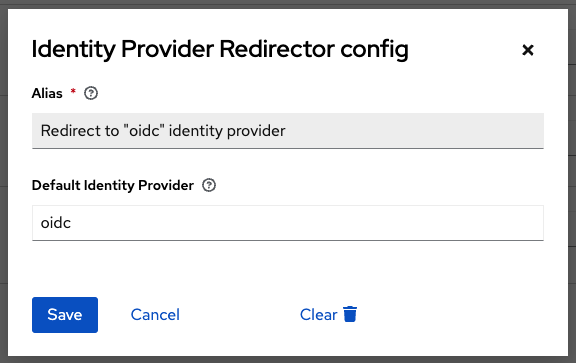 Identity Provider Redirector config
Alias *
Redirect to "oidc" identity provider
Default Identity Provider
oidc
Save Cancel Clear